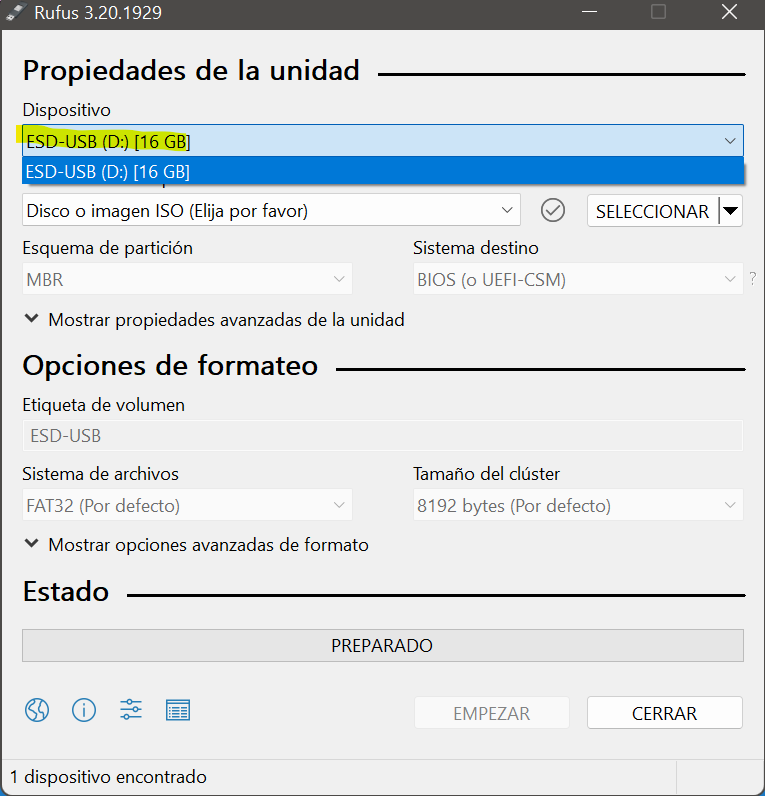 Rufus 3.20.1929
Propiedades de la unidad
Dispositivo
ESD-USB (D:) [16 GB]
ESD-USB (D:) [16 GB]
Disco o imagen ISO (Elija por favor)
SELECCIONAR
Esquema de partición
Sistema destino
MBR
BIOS (o UEFI-CSM)
?
Mostrar propiedades avanzadas de la unidad
Opciones de formateo
Etiqueta de volumen
ESD-USB
Sistema de archivos
Tamaño del clúster
FAT32 (Por defecto)
8192 bytes (Por defecto)
Mostrar opciones avanzadas de formato
Estado
PREPARADO
EMPEZAR
CERRAR
1 dispositivo encontrado